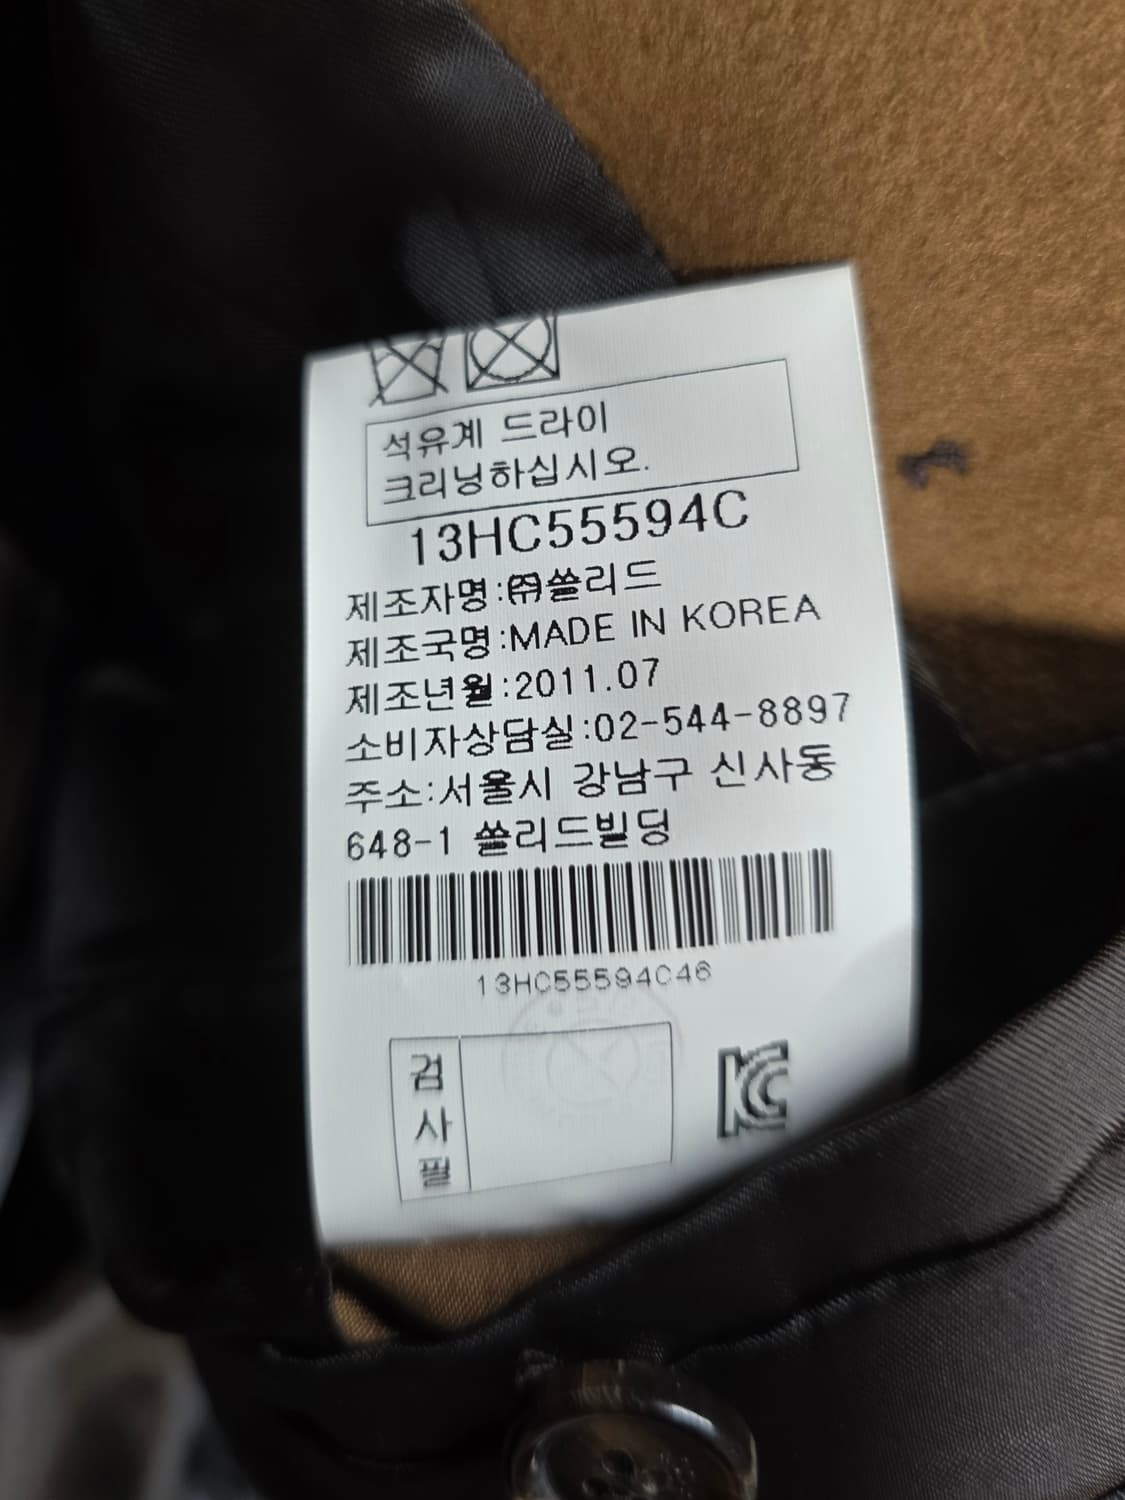 석유계 드라이
크리닝하십시오.
13HC55594C
제조자명:㈜쏠리드
제조국명:MADE IN KOREA
제조년월:2011.07
소비자상담실:02-544-8897
주소:서울시 강남구 신사동
648-1 쏠리드빌딩
13HC55594C46
검
사
필
KC